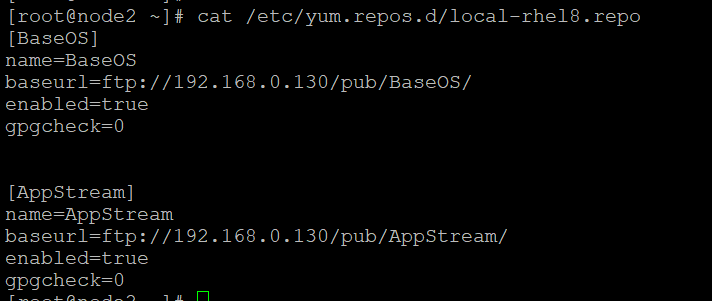 [root@node2 ~]# cat /etc/yum.repos.d/local-rhel8.repo
[BaseOS]
name=BaseOS
baseurl=ftp://192.168.0.130/pub/BaseOS/
enabled=true
gpgcheck=0
[AppStream]
name=AppStream
baseurl=ftp://192.168.0.130/pub/AppStream/
enabled=true
gpgcheck=0
[root@node2 ~]#